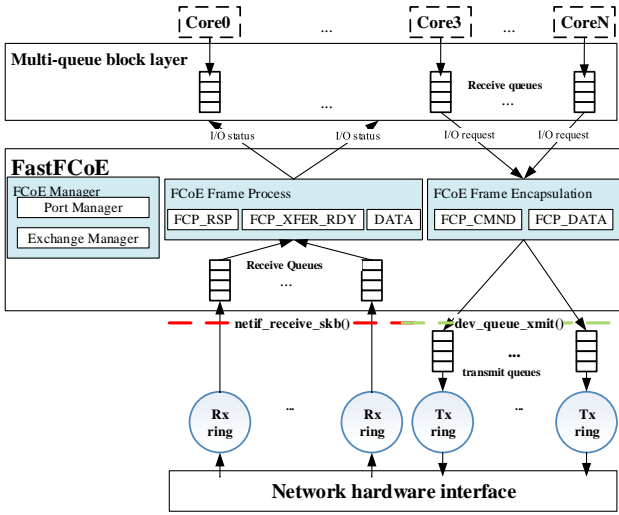 Core0
...
Core3
...
CoreN
Multi-queue block layer
Receive queues
...
...
I/O status
I/O status
I/O request
I/O request
FastFCoE
FCoE Manager
Port Manager
Exchange Manager
FCoE Frame Process
FCP_RSP
FCP_XFER_RDY
DATA
FCoE Frame Encapsulation
FCP_CMND
FCP_DATA
Receive Queues
...
netif_receive_skb()
dev_queue_xmit()
...
transmit queues
Rx
ring
...
Rx
ring
Tx
ring
...
Tx
ring
Network hardware interface